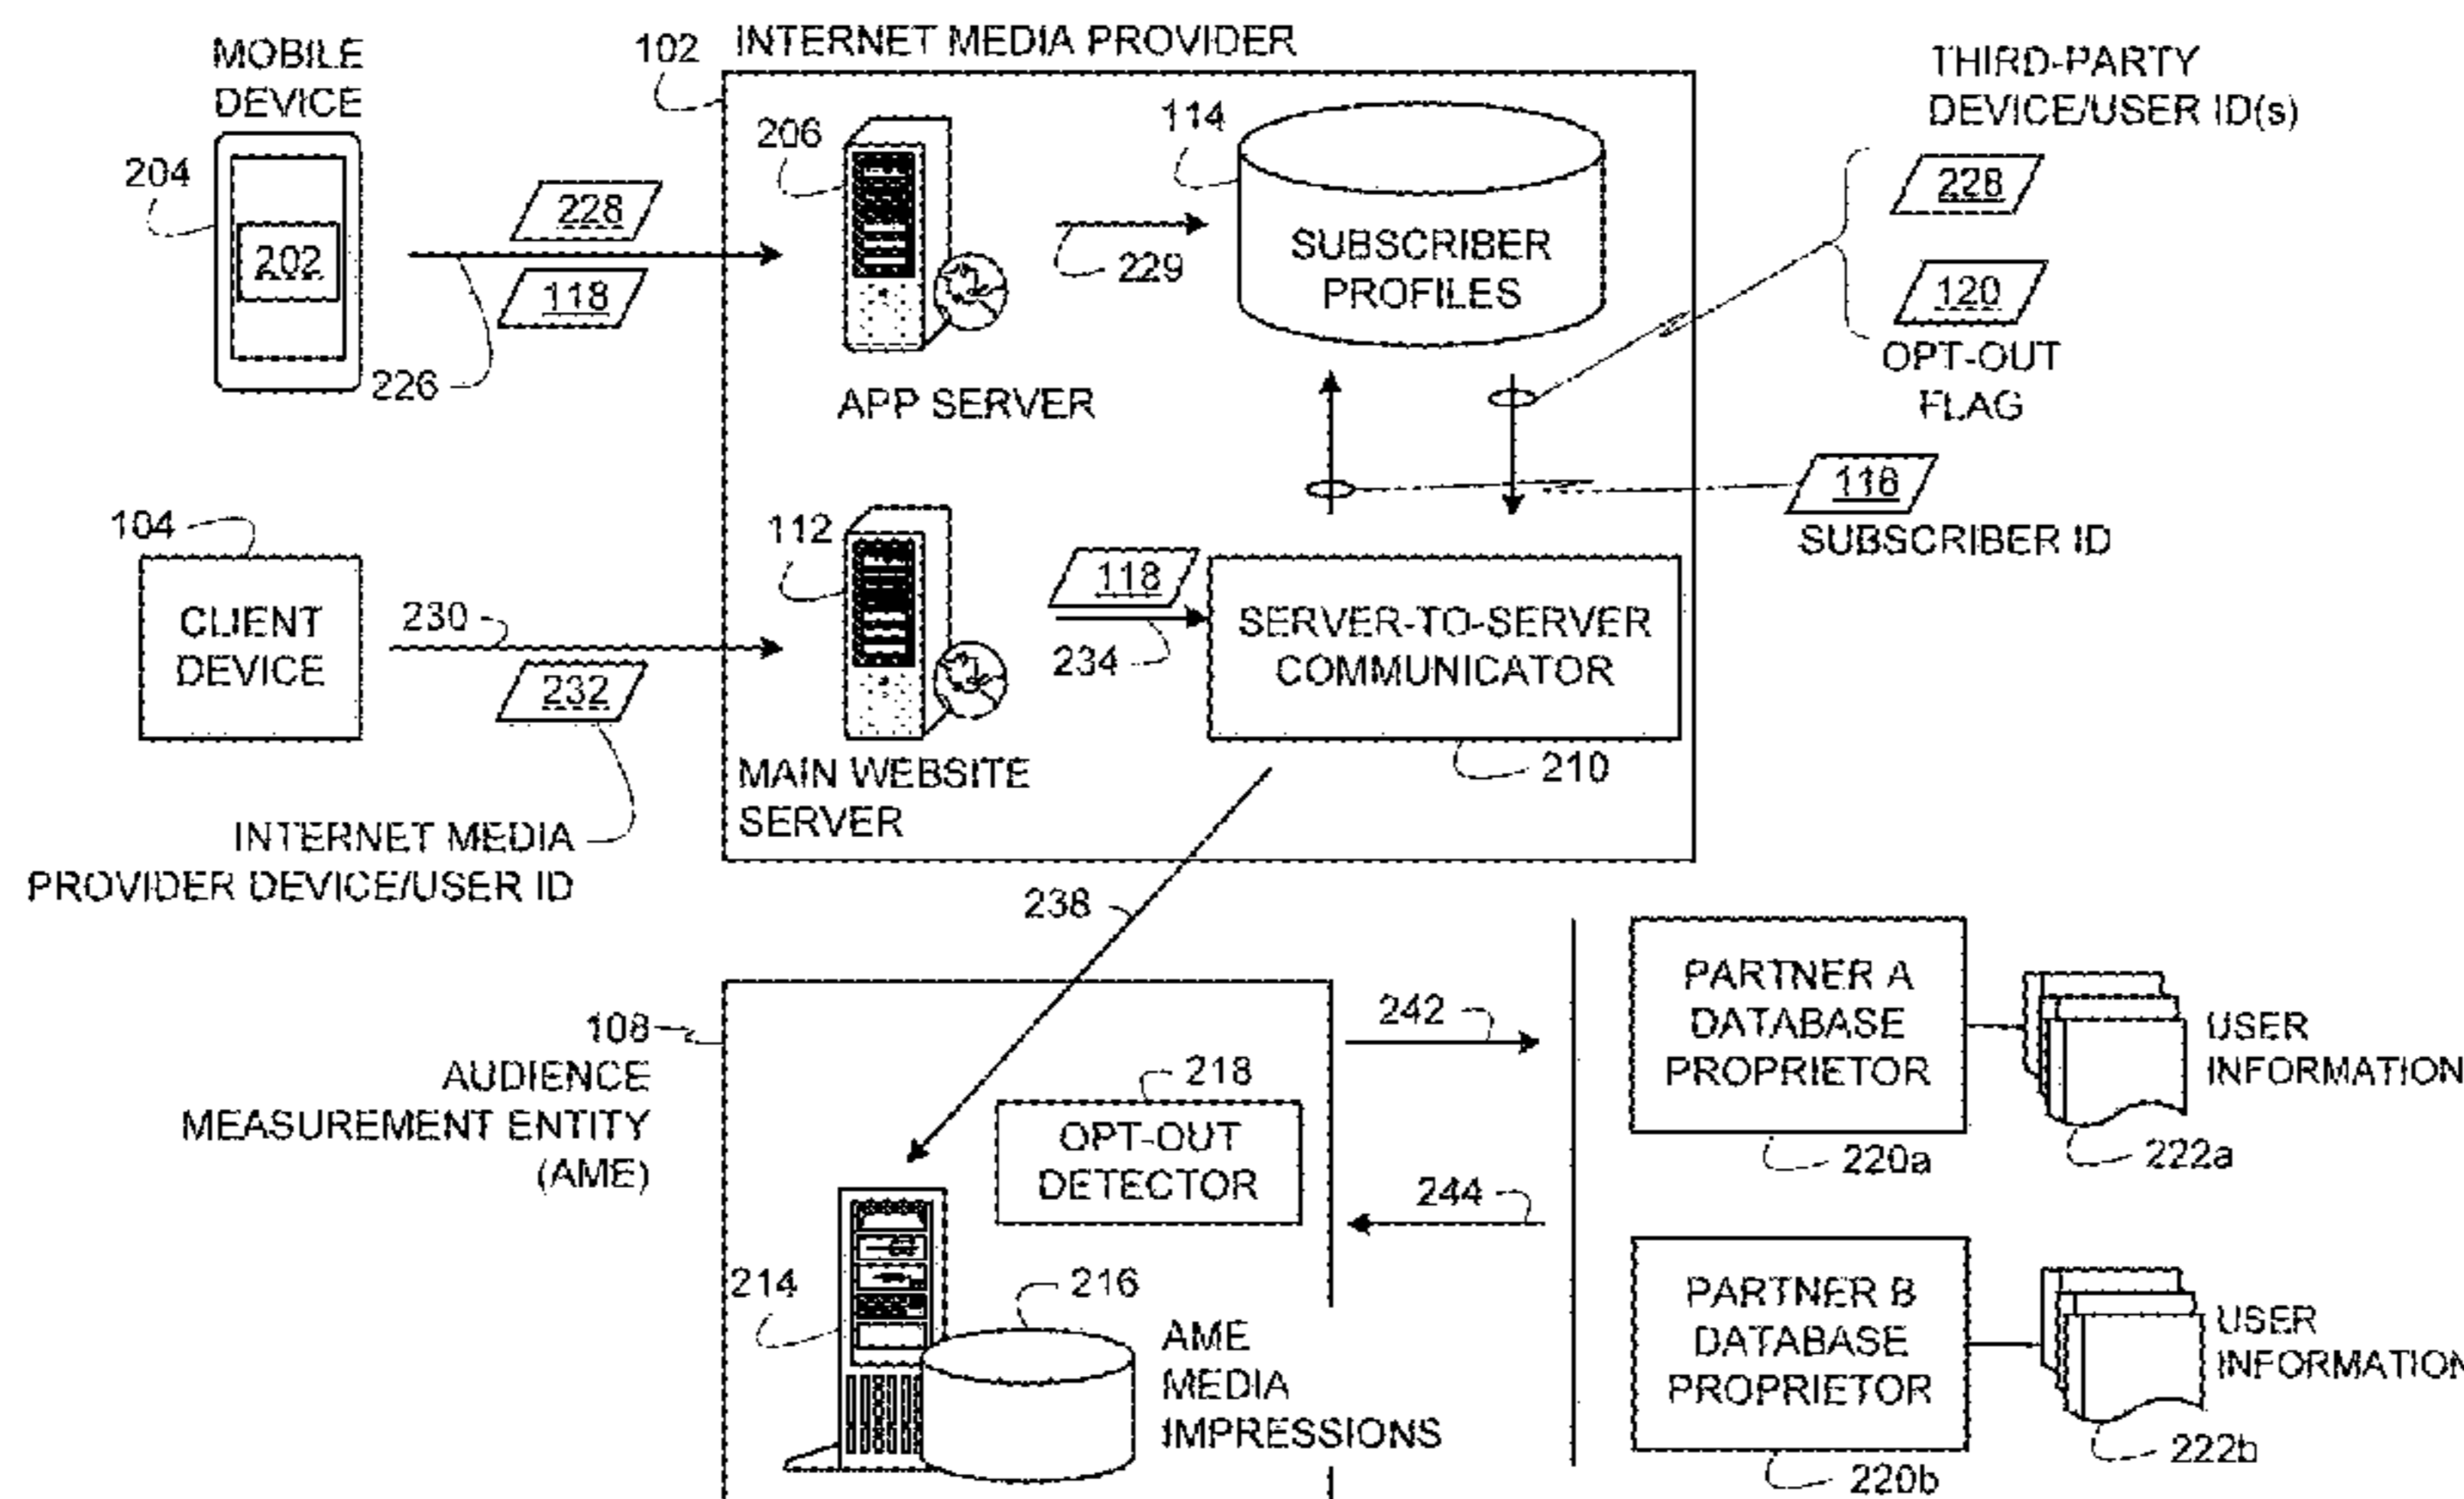 MOBILE
DEVICE
204
202
228
118
226
102
INTERNET MEDIA PROVIDER
206
APP SERVER
229
114
SUBSCRIBER
PROFILES
THIRD-PARTY
DEVICE/USER ID(s)
228
120
OPT-OUT
FLAG
118
SUBSCRIBER ID
104
CLIENT
DEVICE
230
232
INTERNET MEDIA
PROVIDER DEVICE/USER ID
112
MAIN WEBSITE
SERVER
118
234
SERVER-TO-SERVER
COMMUNICATOR
210
238
108
AUDIENCE
MEASUREMENT ENTITY
(AME)
218
OPT-OUT
DETECTOR
214
216
AME
MEDIA
IMPRESSIONS
242
244
PARTNER A
DATABASE
PROPRIETOR
220a
USER
INFORMATION
222a
PARTNER B
DATABASE
PROPRIETOR
220b
USER
INFORMATION
222b